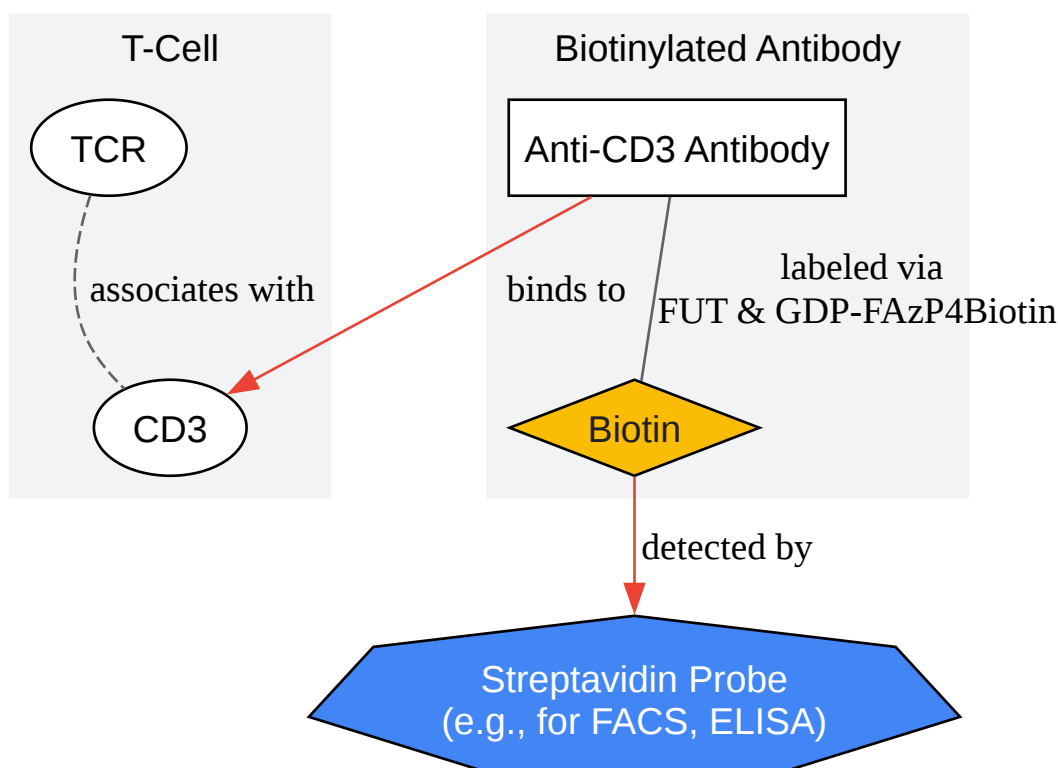 T-Cell
Biotinylated Antibody
TCR
Anti-CD3 Antibody
associates with
binds to
labeled via
FUT & GDP-FAzP4Biotin
CD3
Biotin
detected by
Streptavidin Probe
(e.g., for FACS, ELISA)